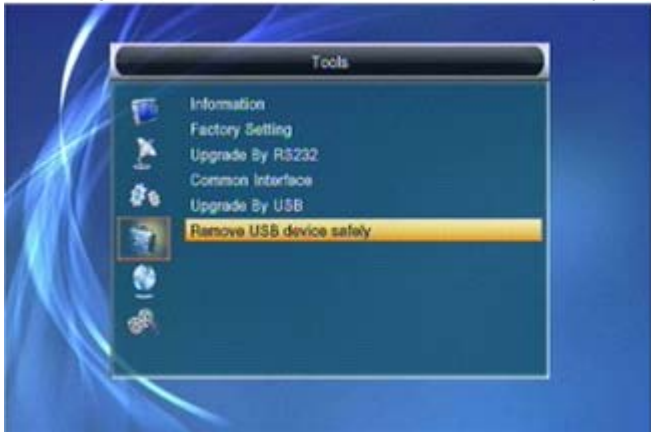 Tools
Information
Factory Setting
Upgrade By RS232
Common Interface
Upgrade By USB
Remove USB device safely